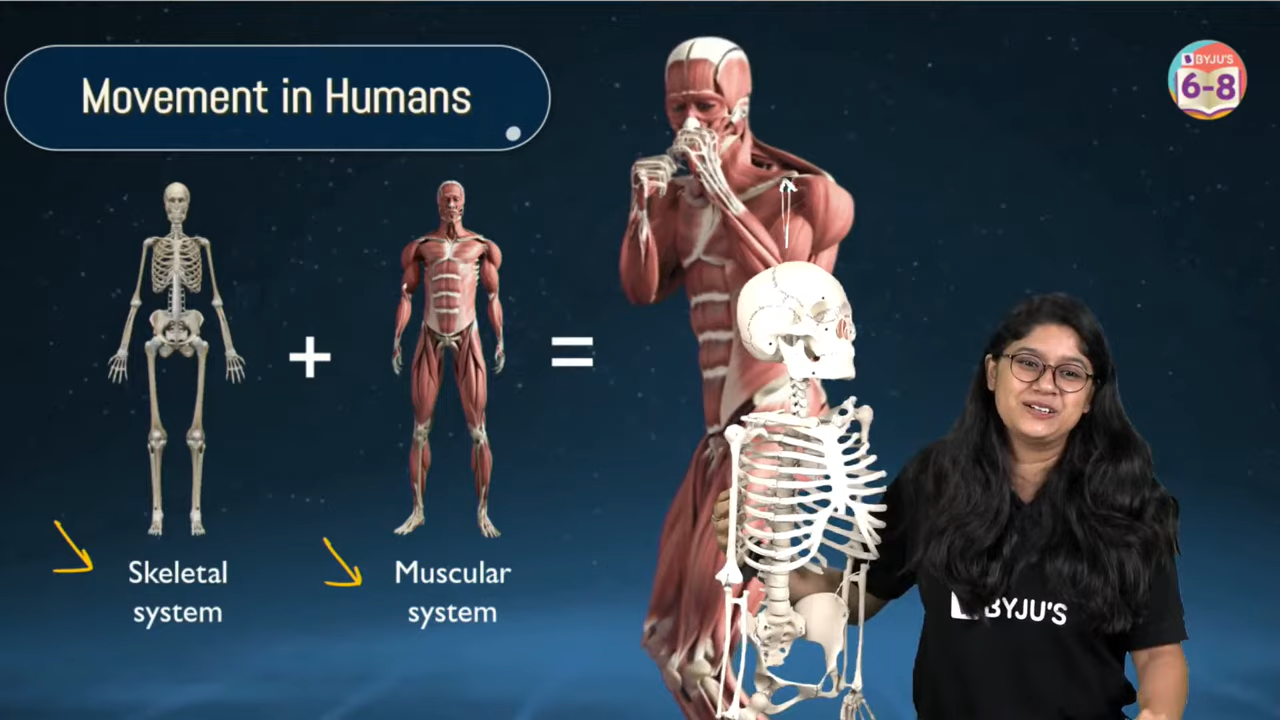 Movement in Humans
BYJU'S
6-8
+
=
Skeletal
system
Muscular
system
BYJU'S